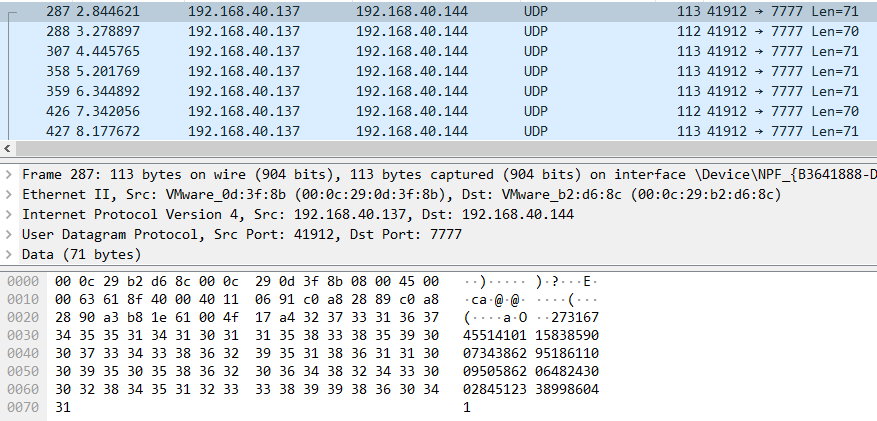 287 2.844621 192.168.40.137 192.168.40.144 UDP 113 41912 → 7777 Len=71
288 3.278897 192.168.40.137 192.168.40.144 UDP 112 41912 → 7777 Len=70
307 4.445765 192.168.40.137 192.168.40.144 UDP 113 41912 → 7777 Len=71
358 5.201769 192.168.40.137 192.168.40.144 UDP 113 41912 → 7777 Len=71
359 6.344892 192.168.40.137 192.168.40.144 UDP 113 41912 → 7777 Len=71
426 7.342056 192.168.40.137 192.168.40.144 UDP 112 41912 → 7777 Len=70
427 8.177672 192.168.40.137 192.168.40.144 UDP 113 41912 → 7777 Len=71
Frame 287: 113 bytes on wire (904 bits), 113 bytes captured (904 bits) on interface \Device\NPF_{B3641888-D
Ethernet II, Src: VMware_0d:3f:8b (00:0c:29:0d:3f:8b), Dst: VMware_b2:d6:8c (00:0c:29:b2:d6:8c)
Internet Protocol Version 4, Src: 192.168.40.137, Dst: 192.168.40.144
User Datagram Protocol, Src Port: 41912, Dst Port: 7777
Data (71 bytes)
0000 00 0c 29 b2 d6 8c 00 0c 29 0d 3f 8b 08 00 45 00 ··)····· )·?···E·
0010 00 63 61 8f 40 00 40 11 06 91 c0 a8 28 89 c0 a8 ·ca·@·@· ····(···
0020 28 90 a3 b8 1e 61 00 4f 17 a4 32 37 33 31 36 37 (····a·O ··273167
0030 34 35 35 31 34 31 30 31 31 35 38 33 38 35 39 30 45514101 15838590
0040 30 37 33 34 33 38 36 32 39 35 31 38 36 31 31 30 07343862 95186110
0050 30 39 35 30 35 38 36 32 30 36 34 38 32 34 33 30 09505862 06482430
0060 30 32 38 34 35 31 32 33 33 38 39 39 38 36 30 34 02845123 38998604
0070 31 1